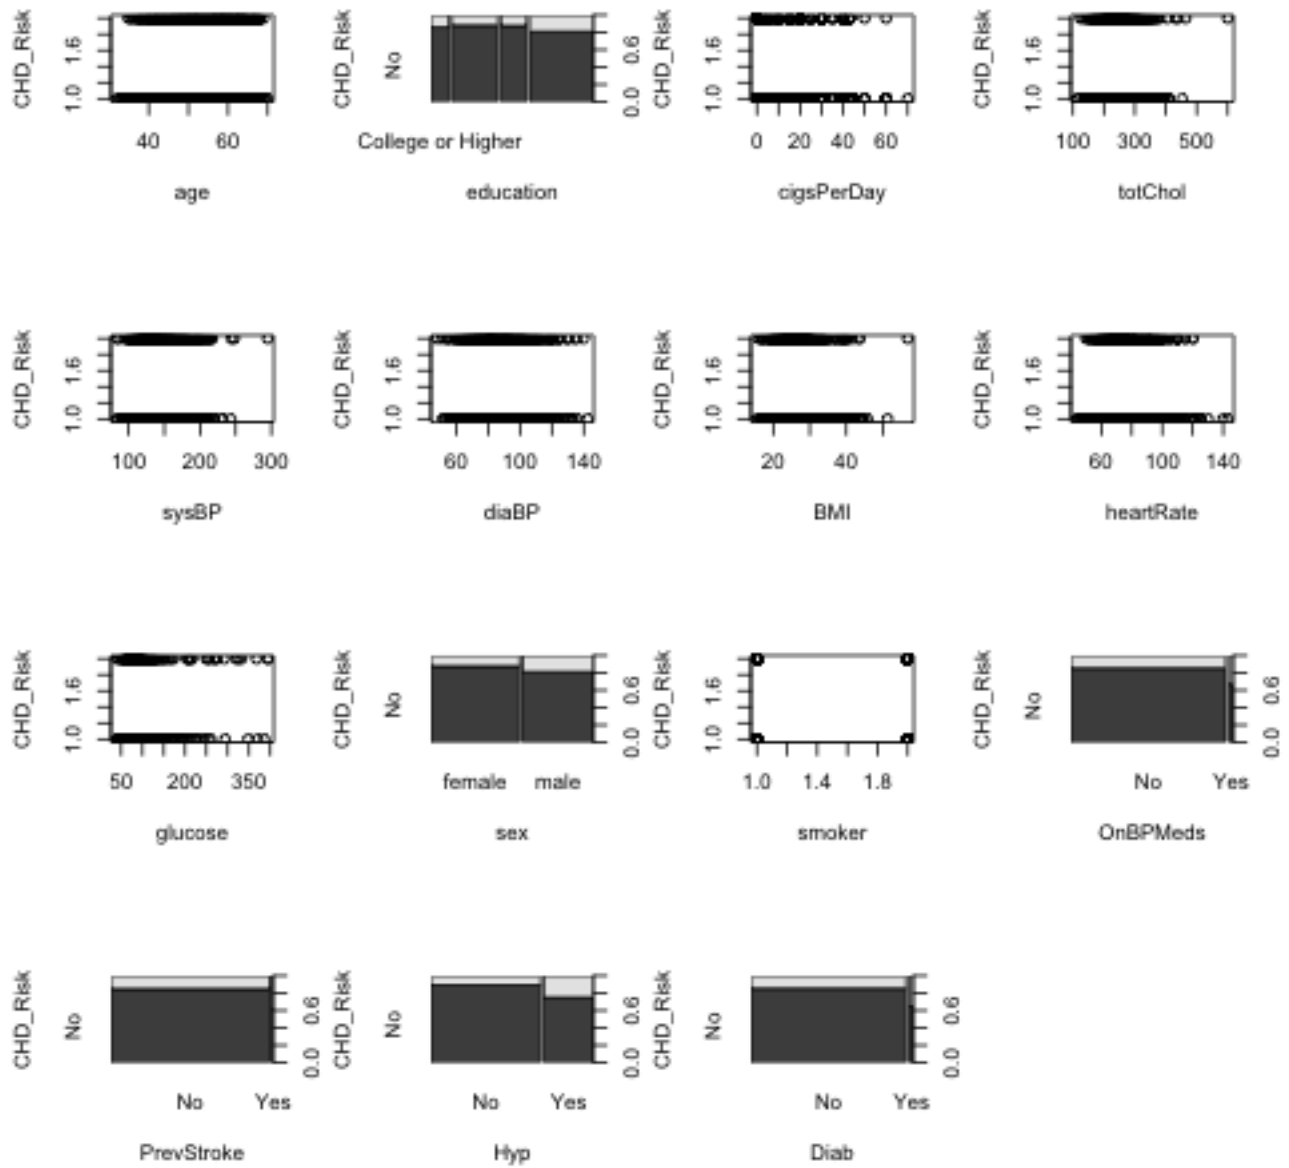 CHD_Risk
1.0 1.6
40 60
age
CHD_Risk
No
0.0 0.6
College or Higher
education
CHD_Risk
1.0 1.6
0 20 40 60
cigsPerDay
CHD_Risk
1.0 1.6
100 300 500
totChol
CHD_Risk
1.0 1.6
100 200 300
sysBP
CHD_Risk
1.0 1.6
60 100 140
diaBP
CHD_Risk
1.0 1.6
20 40
BMI
CHD_Risk
1.0 1.6
60 100 140
heartRate
CHD_Risk
1.0 1.6
50 200 350
glucose
CHD_Risk
No
0.0 0.6
female male
sex
CHD_Risk
1.0 1.6
1.0 1.4 1.8
smoker
CHD_Risk
No
0.0 0.6
No Yes
OnBPMeds
CHD_Risk
No
0.0 0.6
No Yes
PrevStroke
CHD_Risk
No
0.0 0.6
No Yes
Hyp
CHD_Risk
No
0.0 0.6
No Yes
Diab